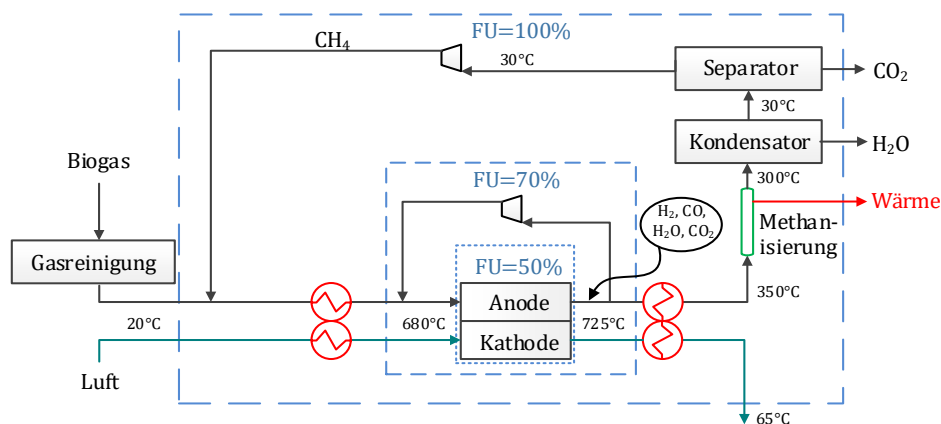 FU=100%
CH₄
30°C
Separator
CO₂
30°C
Kondensator
H₂O
Biogas
300°C
FU=70%
Wärme
H₂, CO,
H₂O, CO₂
Methan-
isierung
Gasreinigung
FU=50%
Anode
350°C
20°C
680°C
725°C
Kathode
Luft
65°C